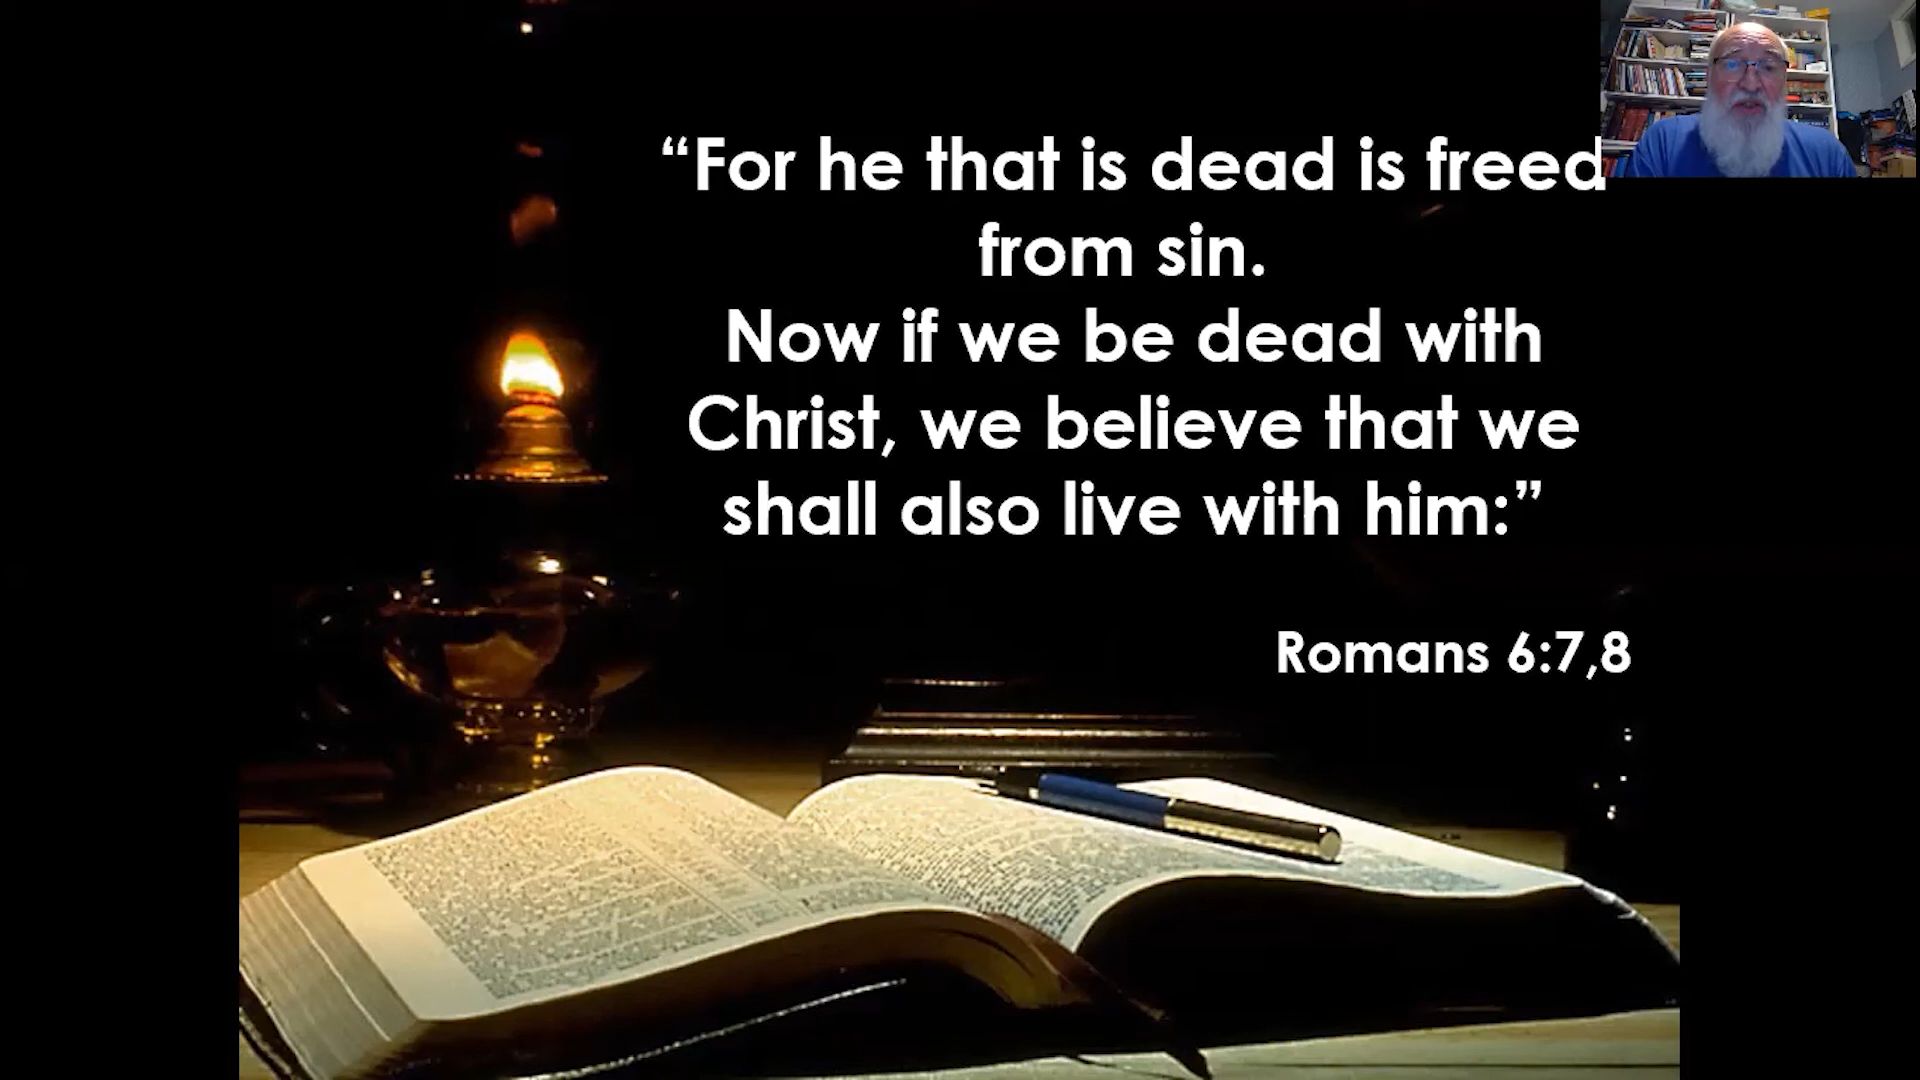 “For he that is dead is freed
from sin.
Now if we be dead with
Christ, we believe that we
shall also live with him:”
Romans 6:7,8